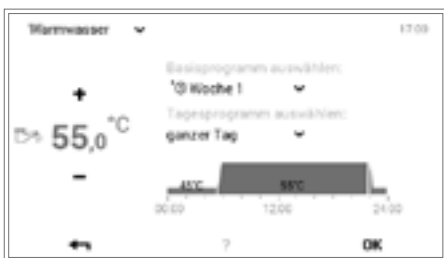 Warmwasser
17:03
Basisprogramm auswählen:
Woche 1
+
Tagesprogramm auswählen:
55,0 °C
ganzer Tag
−
45°C 55°C
00:00 12:00 24:00
? OK